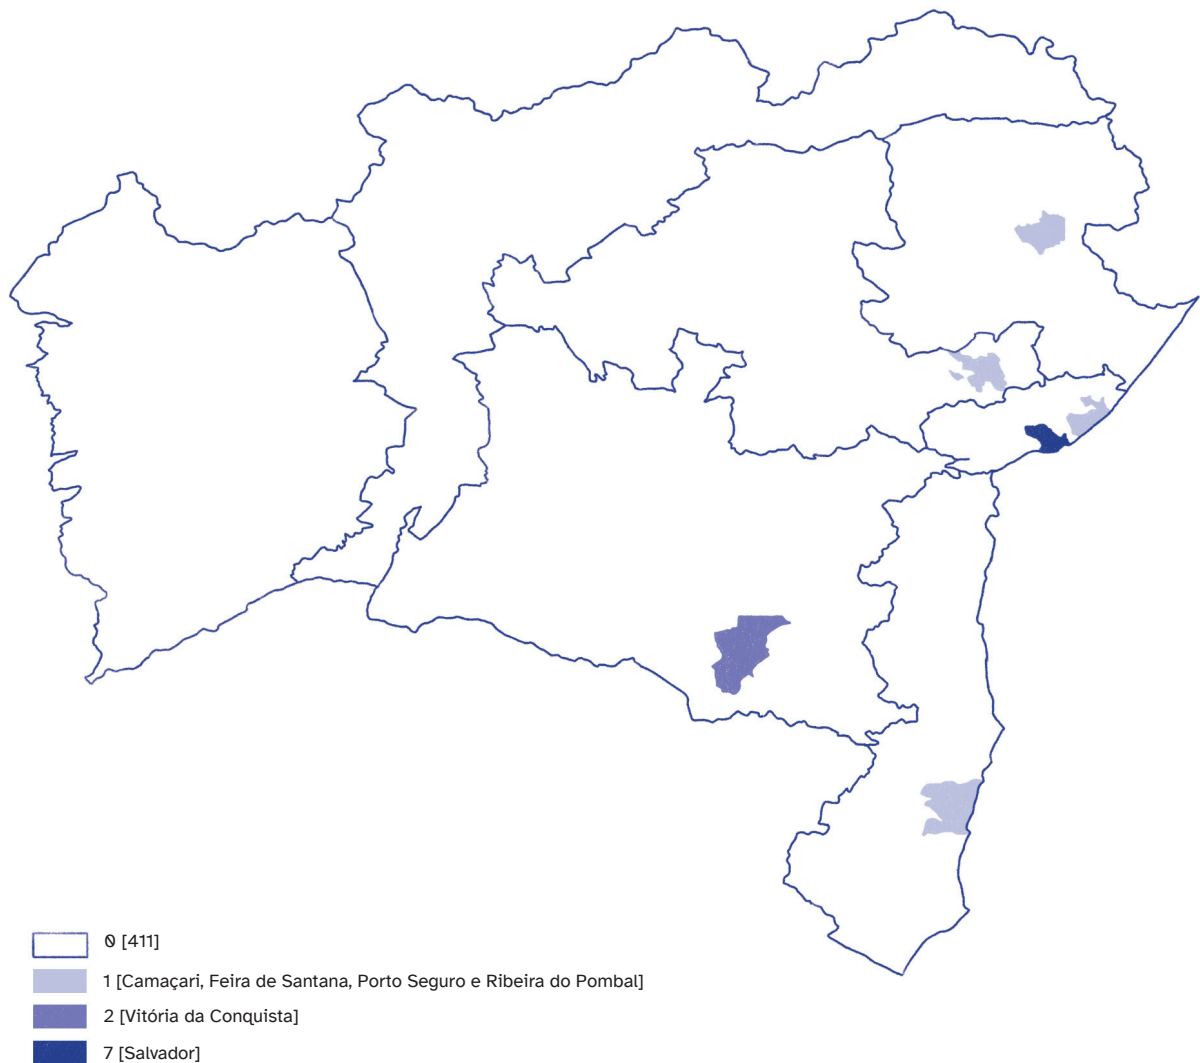 0 [411]
1 [Camaçari, Feira de Santana, Porto Seguro e Ribeira do Pombal]
2 [Vitória da Conquista]
7 [Salvador]